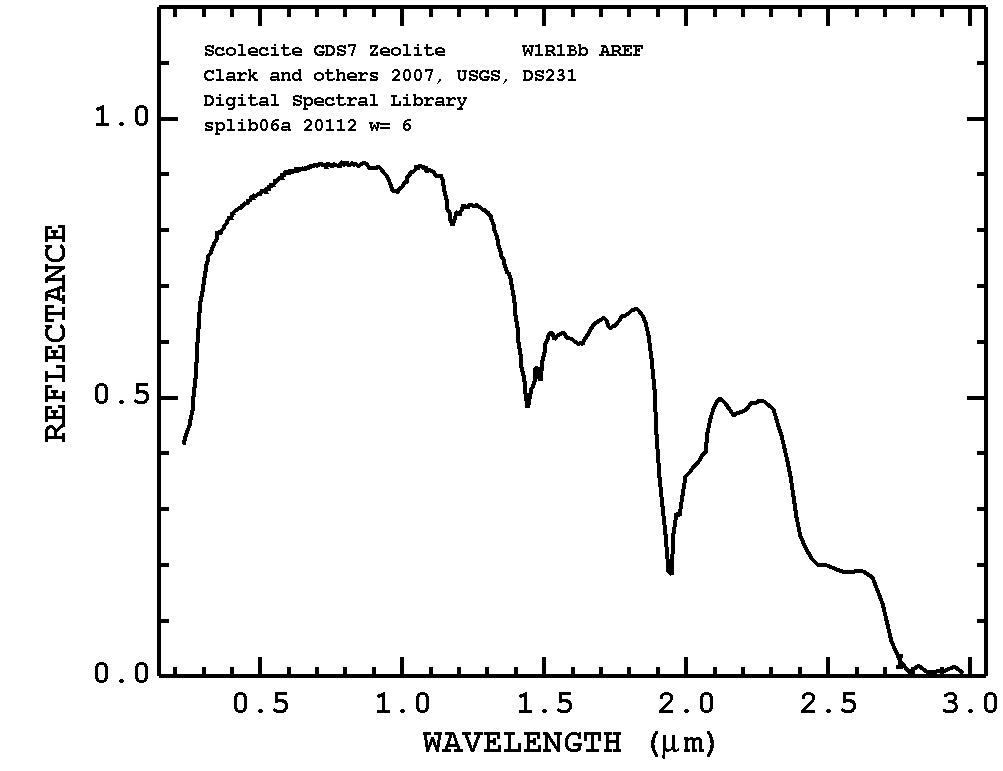 Scolecite GDS7 Zeolite W1R1Bb AREF
Clark and others 2007, USGS, DS231
Digital Spectral Library
splib06a 20112 w= 6
1.0
0.5
0.0
REFLECTANCE
0.5 1.0 1.5 2.0 2.5 3.0
WAVELENGTH (μm)